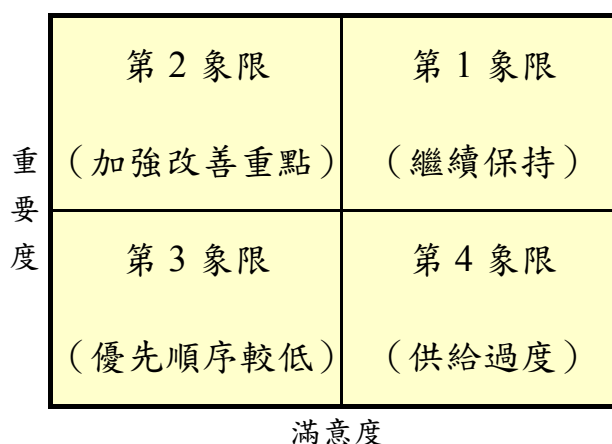 第 2 象限
（加強改善重點）
第 1 象限
（繼續保持）
重要度
第 3 象限
（優先順序較低）
第 4 象限
（供給過度）
滿意度